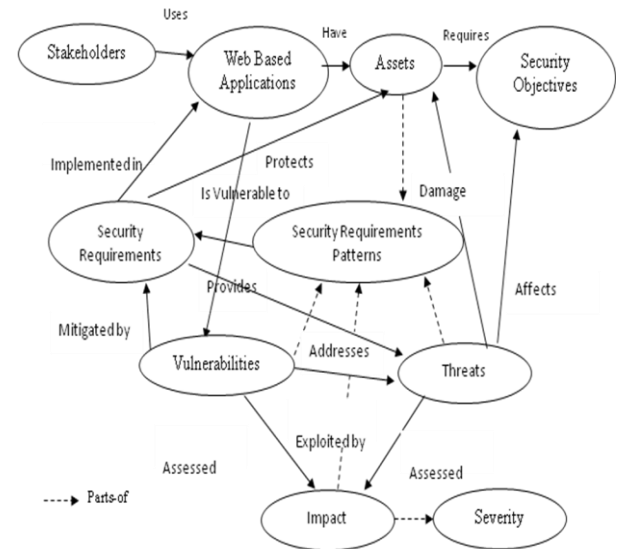 Uses
Stakeholders
Web Based
Applications
Have
Assets
Requires
Security
Objectives
Implemented in
Protects
Is Vulnerable to
Damage
Security
Requirements
Security Requirements
Patterns
Provides
Affects
Mitigated by
Vulnerabilities
Addresses
Threats
Exploited by
Assessed
Assessed
Parts-of
Impact
Severity